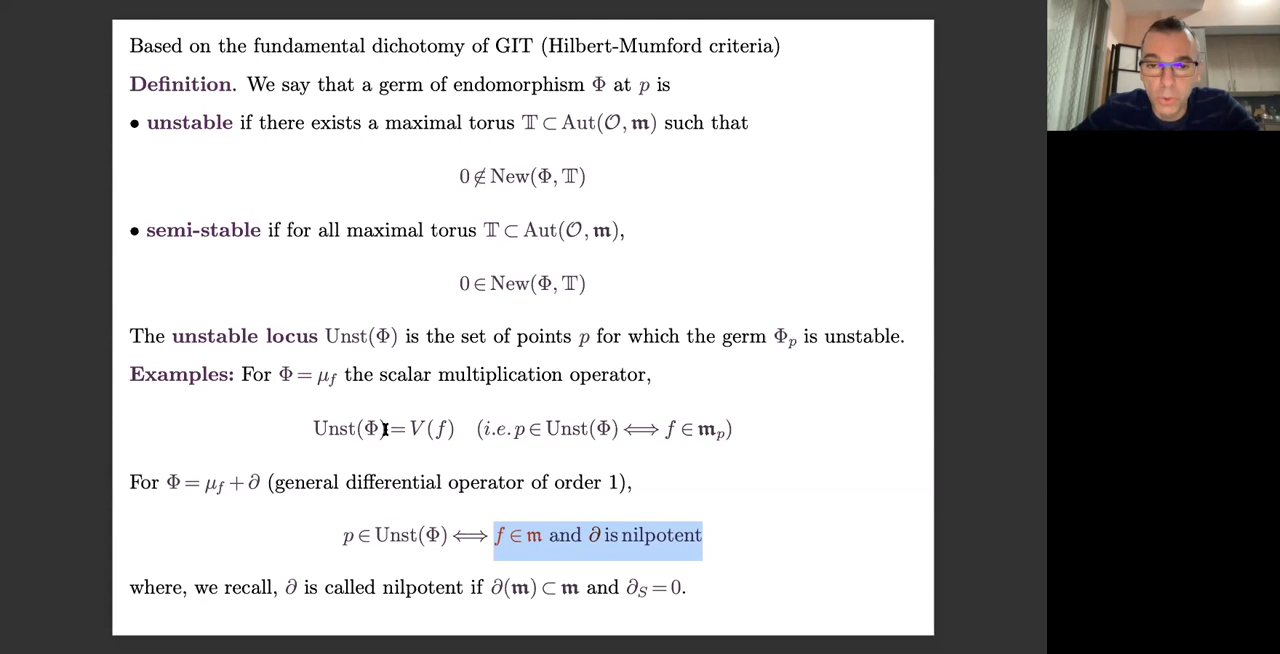 Based on the fundamental dichotomy of GIT (Hilbert-Mumford criteria)
Definition. We say that a germ of endomorphism Φ at p is
• unstable if there exists a maximal torus 𝕋 ⊂ Aut(𝒪, 𝔪) such that
0 ∉ New(Φ, 𝕋)
• semi-stable if for all maximal torus 𝕋 ⊂ Aut(𝒪, 𝔪),
0 ∈ New(Φ, 𝕋)
The unstable locus Unst(Φ) is the set of points p for which the germ Φ_p is unstable.
Examples: For Φ = μ_f the scalar multiplication operator,
Unst(Φ) = V(f) (i.e. p ∈ Unst(Φ) ⟺ f ∈ 𝔪_p)
For Φ = μ_f + ∂ (general differential operator of order 1),
p ∈ Unst(Φ) ⟺ f ∈ 𝔪 and ∂ is nilpotent
where, we recall, ∂ is called nilpotent if ∂(𝔪) ⊂ 𝔪 and ∂_S = 0.